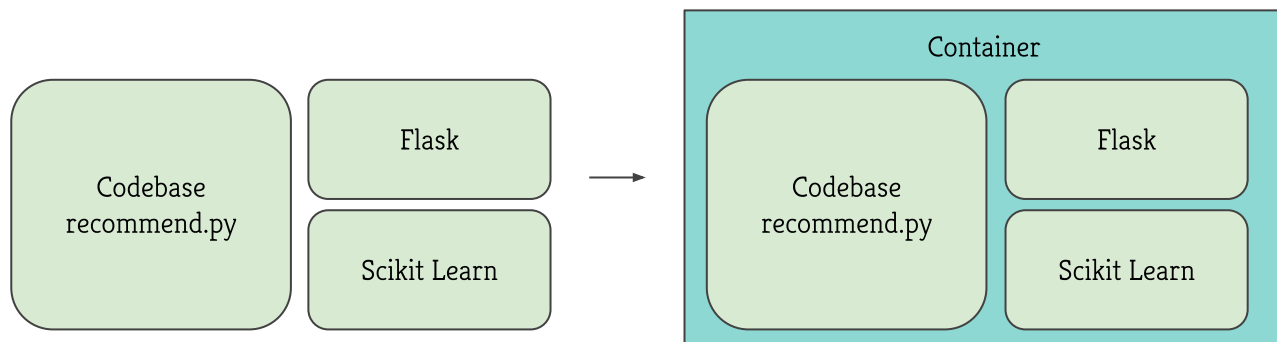 Codebase
recommend.py
Flask
Scikit Learn
Container
Codebase
recommend.py
Flask
Scikit Learn